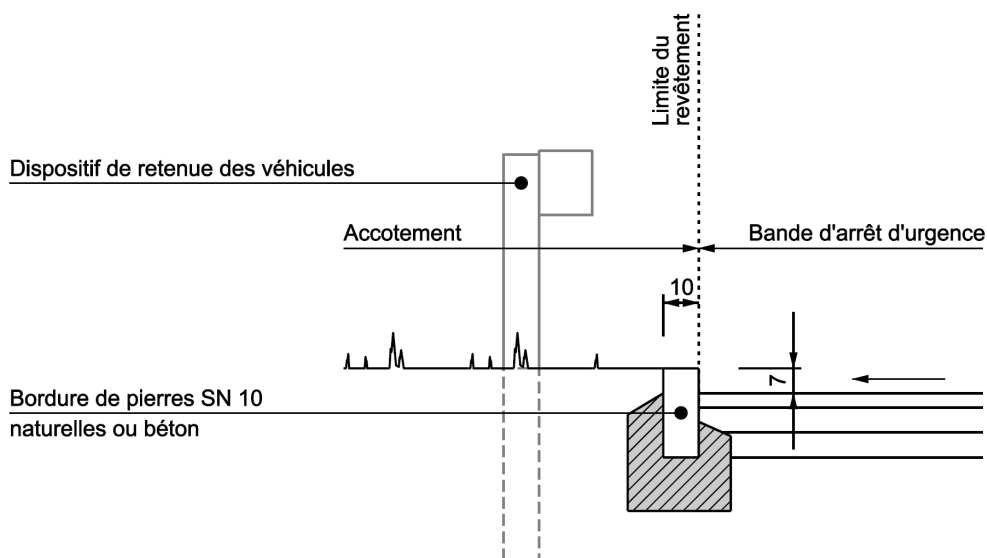 Limite du
revêtement
Dispositif de retenue des véhicules
Accotement
Bande d'arrêt d'urgence
10
7
Bordure de pierres SN 10
naturelles ou béton